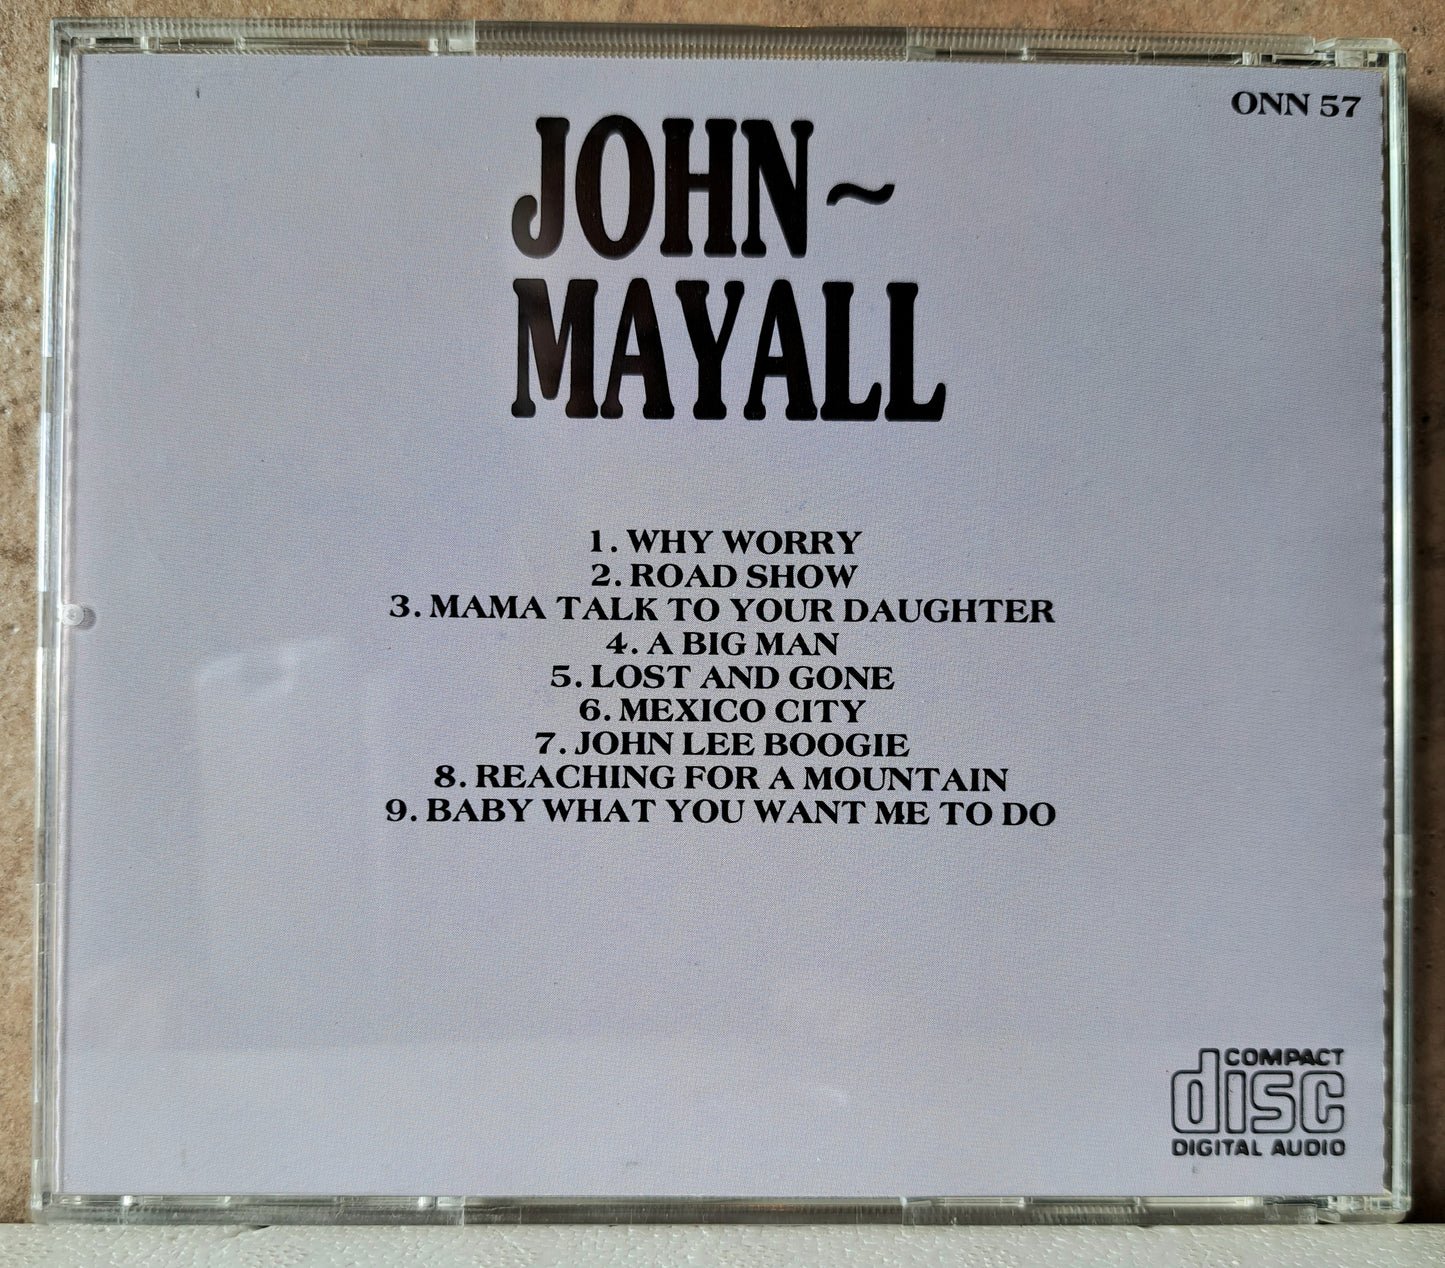 ONN 57
JOHN~
MAYALL
1. WHY WORRY
2. ROAD SHOW
3. MAMA TALK TO YOUR DAUGHTER
4. A BIG MAN
5. LOST AND GONE
6. MEXICO CITY
7. JOHN LEE BOOGIE
8. REACHING FOR A MOUNTAIN
9. BABY WHAT YOU WANT ME TO DO
COMPACT
disc
DIGITAL AUDIO